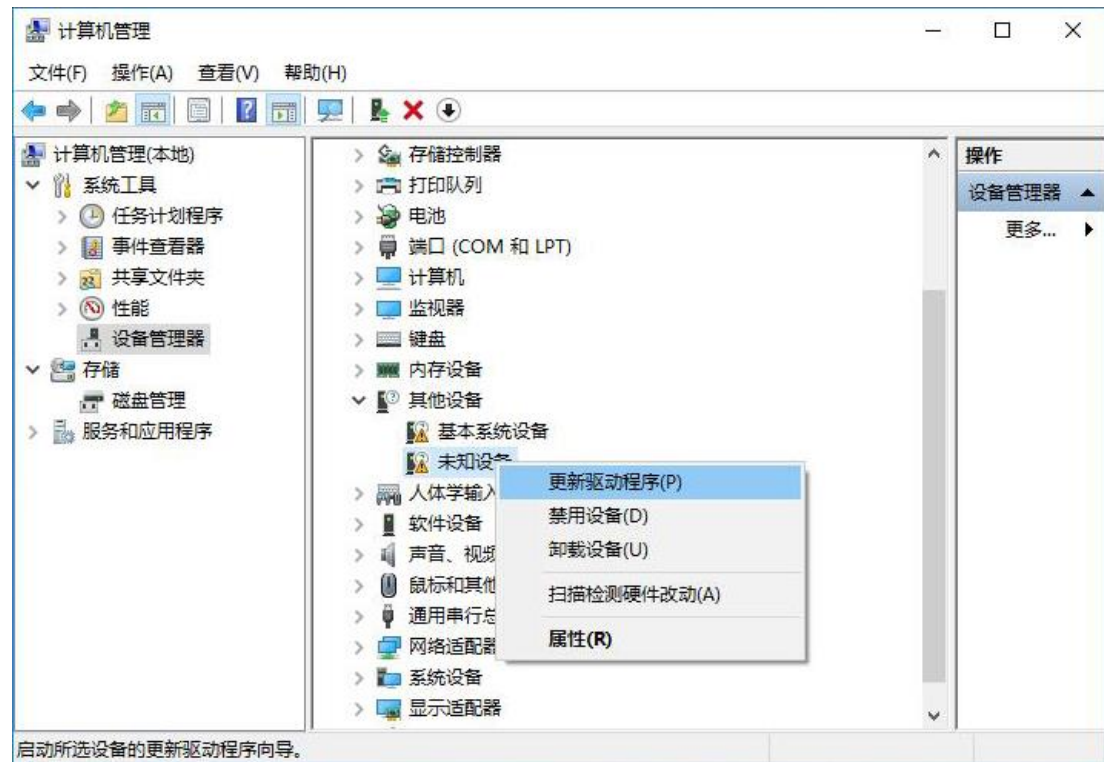 计算机管理
文件(F) 操作(A) 查看(V) 帮助(H)
计算机管理(本地)
系统工具
任务计划程序
事件查看器
共享文件夹
性能
设备管理器
存储
磁盘管理
服务和应用程序
存储控制器
打印队列
电池
端口 (COM 和 LPT)
计算机
监视器
键盘
内存设备
其他设备
基本系统设备
未知设备
人体学输入
软件设备
声音、视频
鼠标和其他
通用串行总
网络适配器
系统设备
显示适配器
更新驱动程序(P)
禁用设备(D)
卸载设备(U)
扫描检测硬件改动(A)
属性(R)
操作
设备管理器
更多...
启动所选设备的更新驱动程序向导。